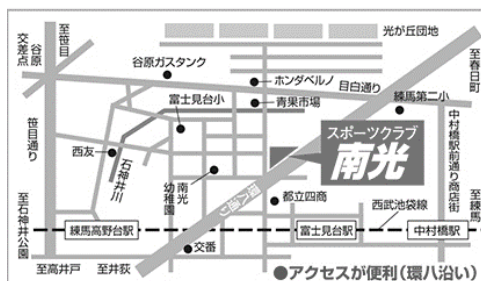 至笹目
谷原交差点
谷原ガスタンク
光が丘団地
至春日町
ホンダベルノ
目白通り
青果市場
練馬第二小
富士見台小
笹目通り
西友
石神井川
南光幼稚園
スポーツクラブ
南光
環八通り
都立四商
中村橋駅前通り商店街
西武池袋線
至石神井公園
至練馬
練馬高野台駅
富士見台駅
中村橋駅
交番
至高井戸
至井荻
●アクセスが便利(環八沿い)